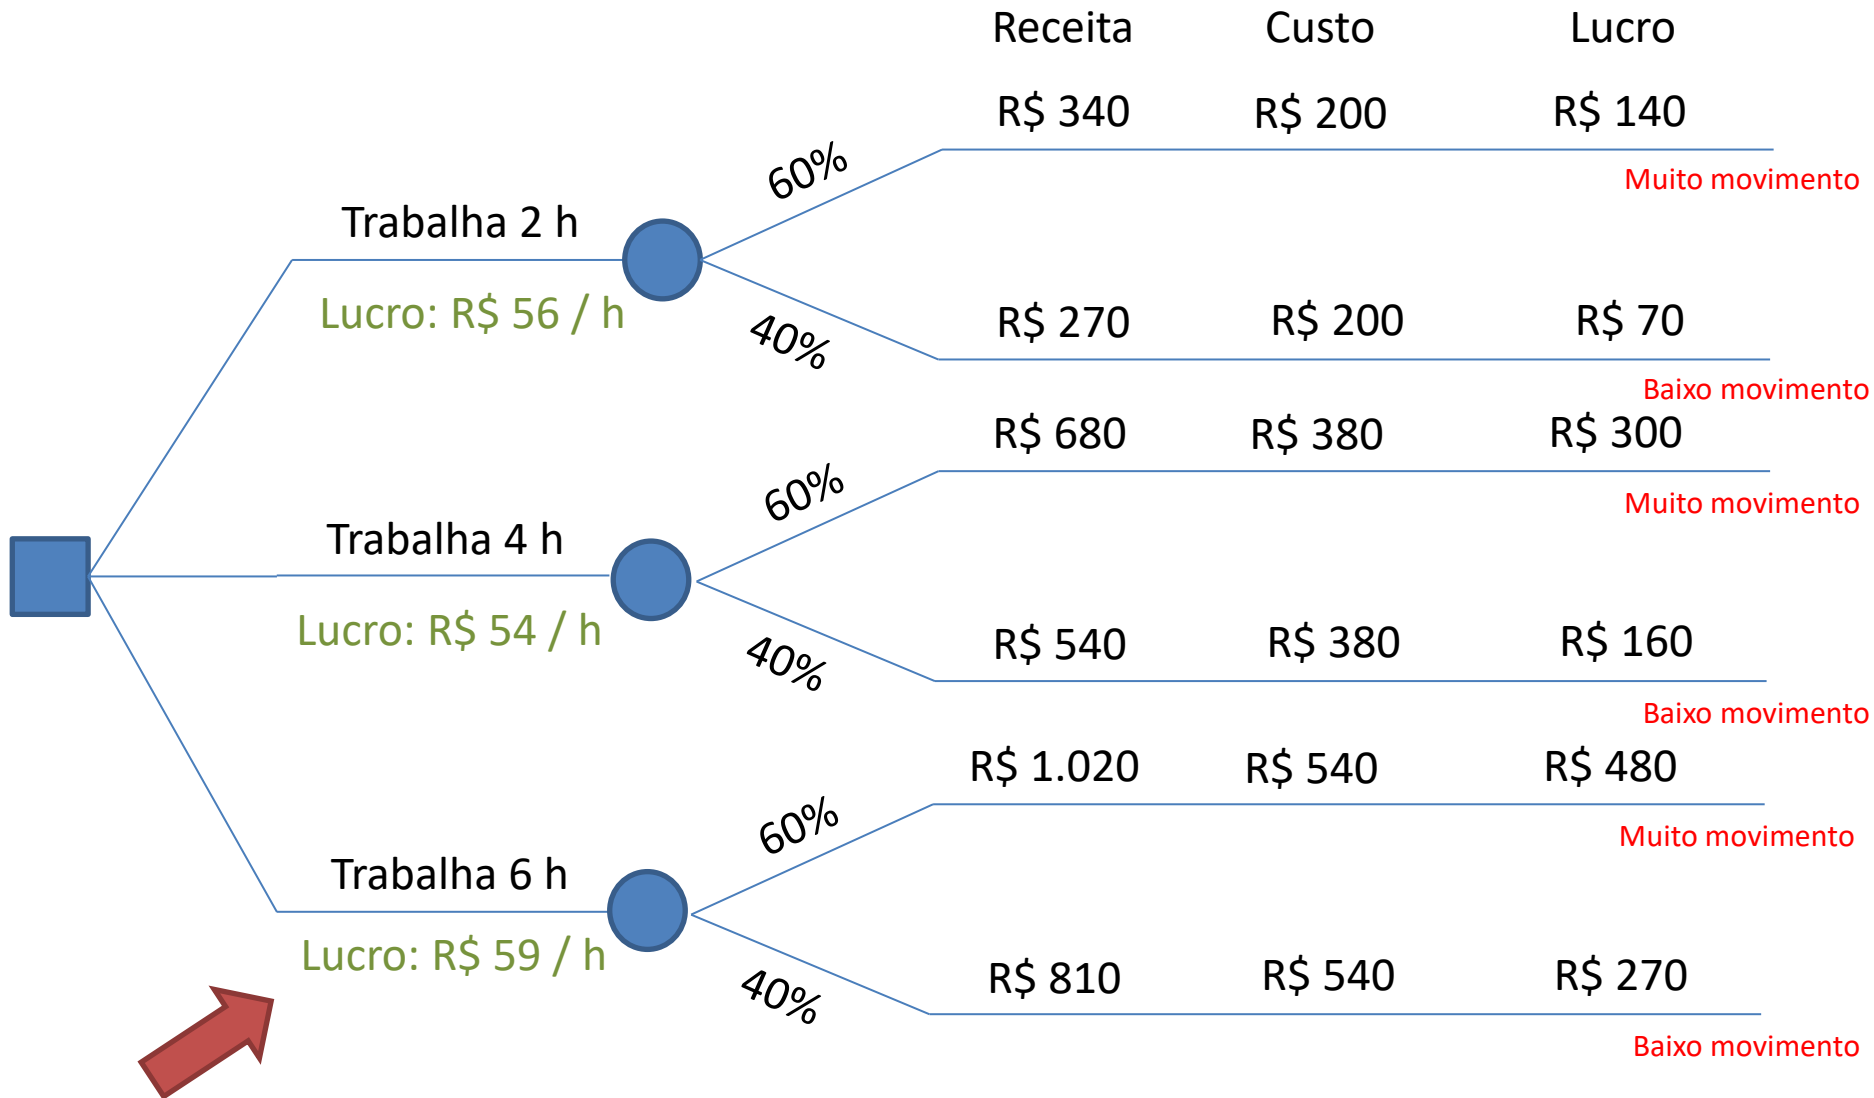 Receita Custo Lucro
R$ 340 R$ 200 R$ 140
60%
Muito movimento
Trabalha 2 h
Lucro: R$ 56 / h
R$ 270 R$ 200 R$ 70
40%
Baixo movimento
R$ 680 R$ 380 R$ 300
60%
Muito movimento
Trabalha 4 h
Lucro: R$ 54 / h
R$ 540 R$ 380 R$ 160
40%
Baixo movimento
R$ 1.020 R$ 540 R$ 480
60%
Muito movimento
Trabalha 6 h
Lucro: R$ 59 / h
R$ 810 R$ 540 R$ 270
40%
Baixo movimento